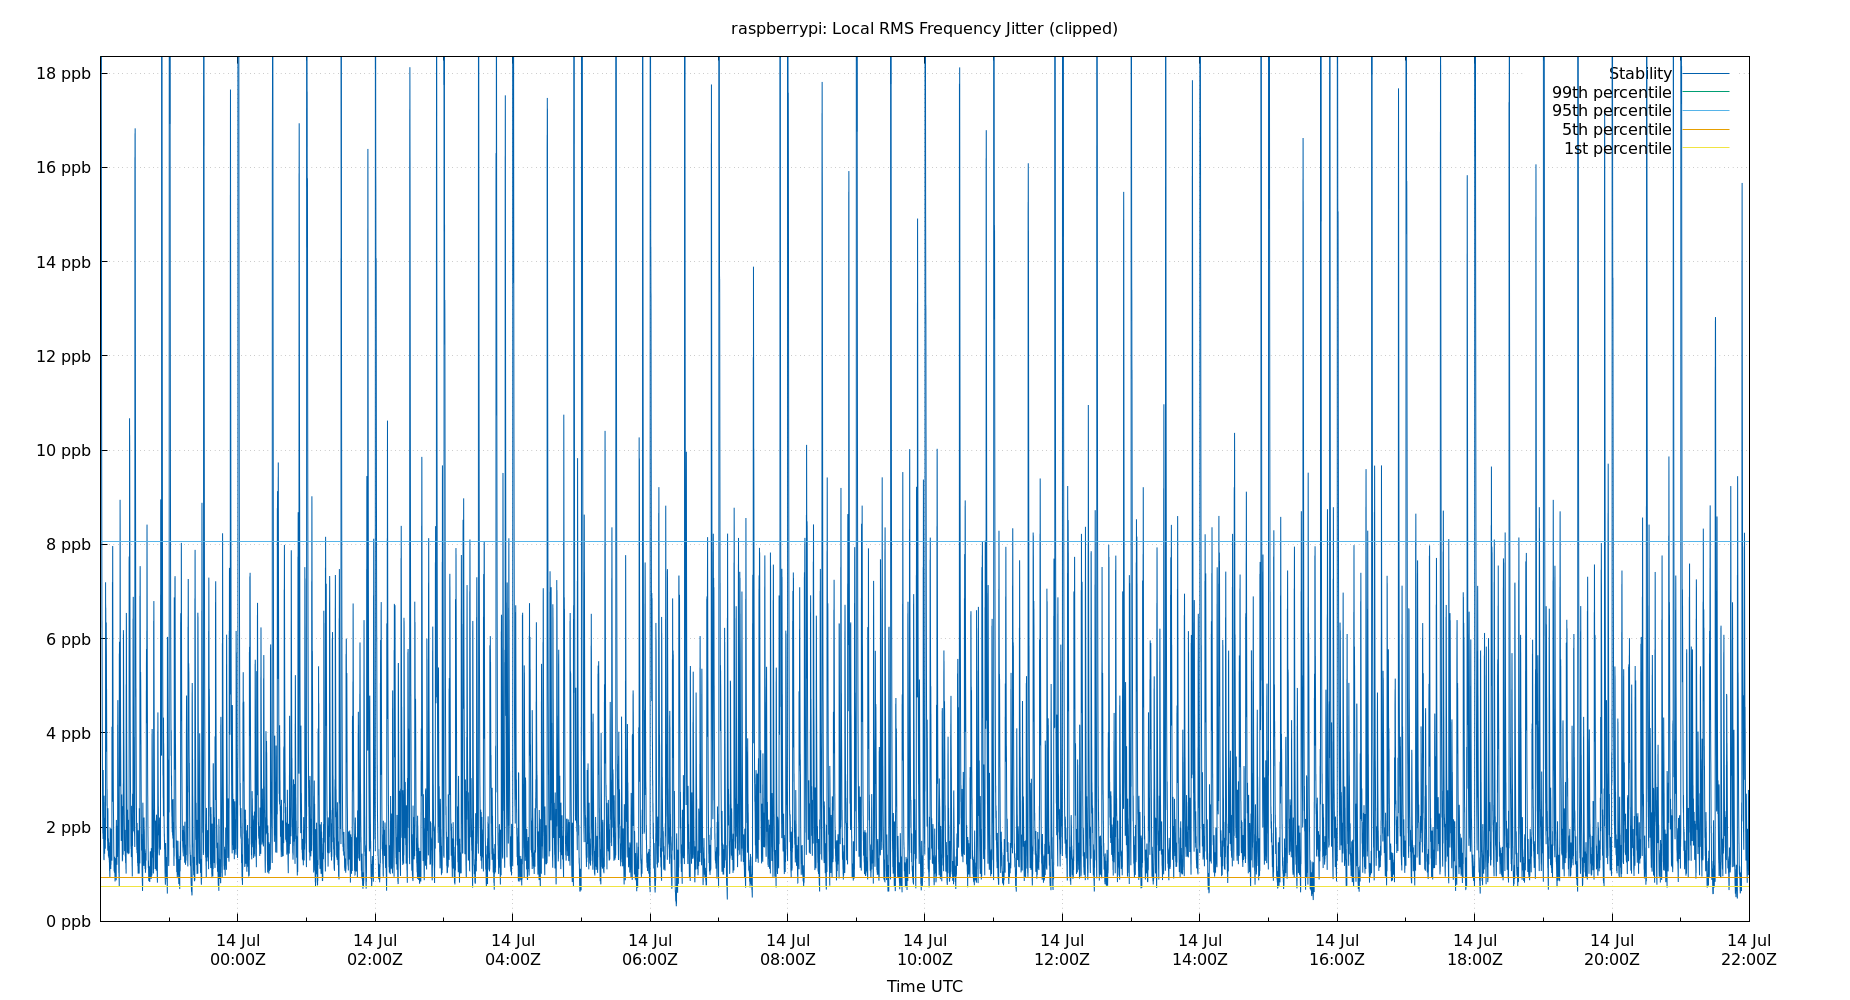 raspberrypi: Local RMS Frequency Jitter (clipped)
18 ppb
16 ppb
14 ppb
12 ppb
10 ppb
8 ppb
6 ppb
4 ppb
2 ppb
0 ppb
Stability
99th percentile
95th percentile
5th percentile
1st percentile
14 Jul 14 Jul 14 Jul 14 Jul 14 Jul 14 Jul 14 Jul 14 Jul 14 Jul 14 Jul 14 Jul 14 Jul
00:00Z 02:00Z 04:00Z 06:00Z 08:00Z 10:00Z 12:00Z 14:00Z 16:00Z 18:00Z 20:00Z 22:00Z
Time UTC